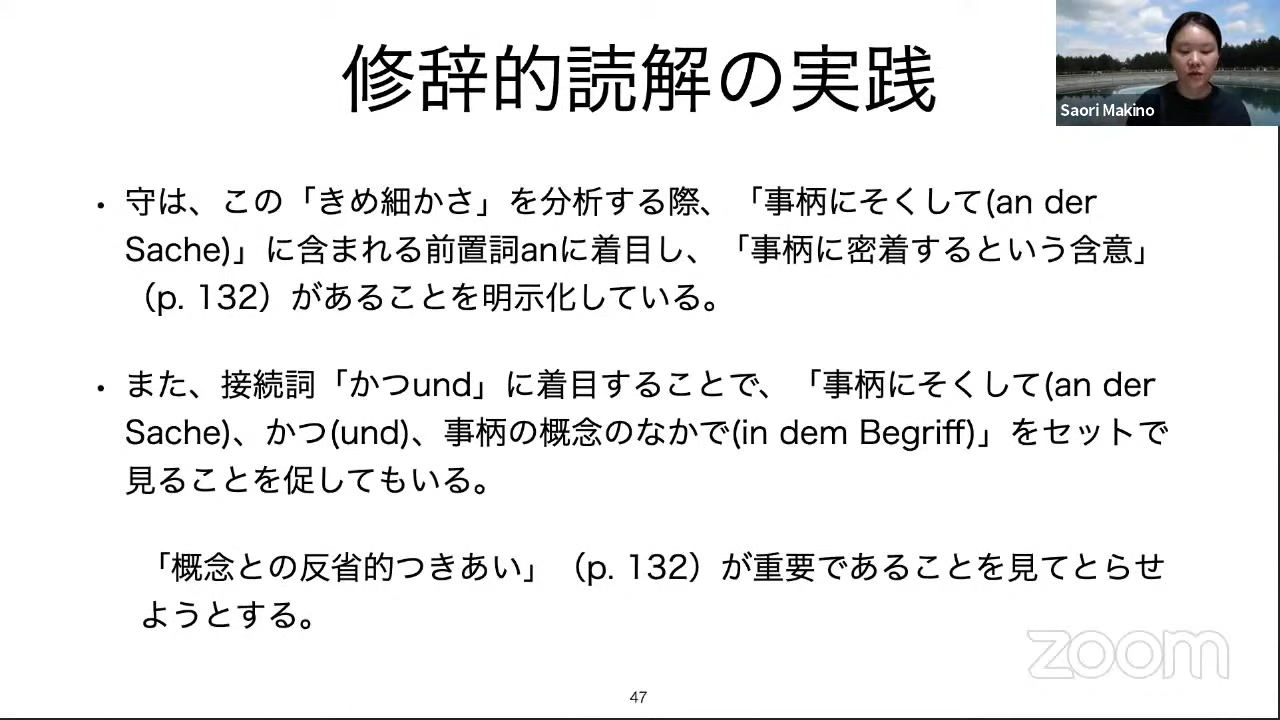 修辞的読解の実践
Saori Makino
• 守は、この「きめ細かさ」を分析する際、「事柄にそくして(an der
Sache)」に含まれる前置詞anに着目し、「事柄に密着するという含意」
（p. 132）があることを明示化している。
• また、接続詞「かつund」に着目することで、「事柄にそくして(an der
Sache)、かつ(und)、事柄の概念のなかで(in dem Begriff)」をセットで
見ることを促してもいる。
「概念との反省的つきあい」（p. 132）が重要であることを見てとらせ
ようとする。
zoom
47